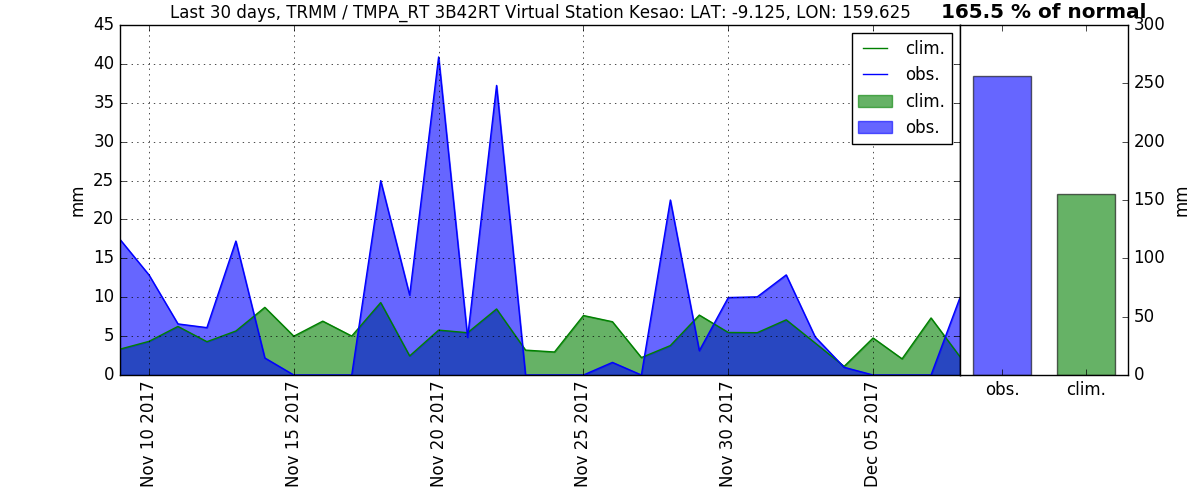 Last 30 days, TRMM / TMPA_RT 3B42RT Virtual Station Kesao: LAT: -9.125, LON: 159.625
165.5 % of normal
45
40
35
30
25
20
15
10
5
0
mm
clim.
obs.
clim.
obs.
300
250
200
150
100
50
0
mm
obs.
clim.
Nov 10 2017
Nov 15 2017
Nov 20 2017
Nov 25 2017
Nov 30 2017
Dec 05 2017